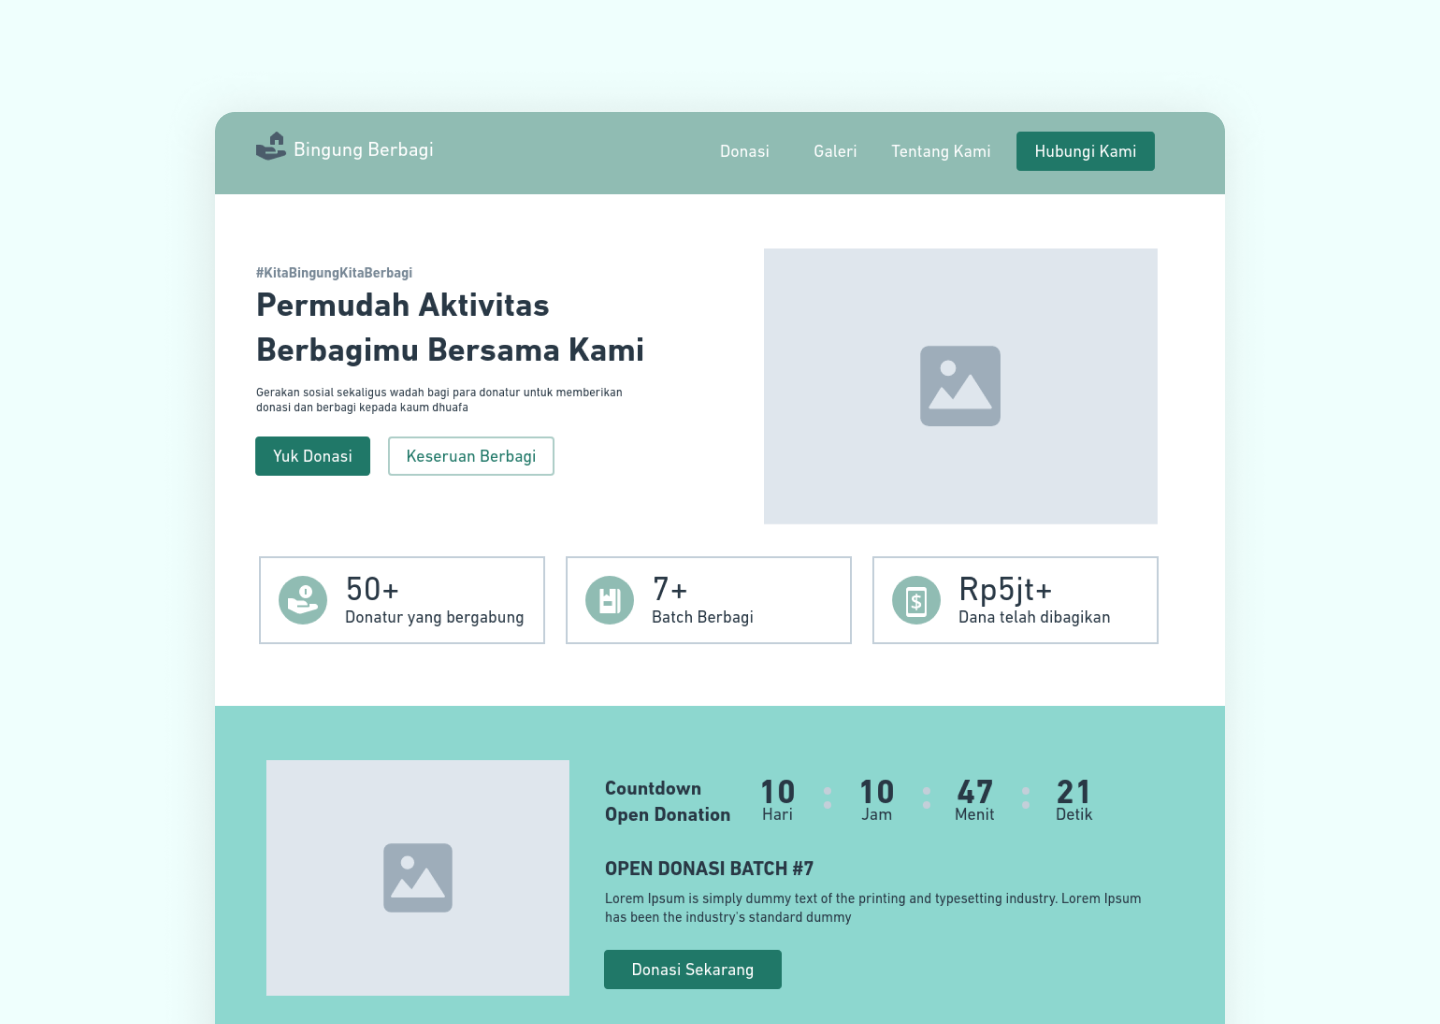 Bingung Berbagi
Donasi
Galeri
Tentang Kami
Hubungi Kami
#KitaBingungKitaBerbagi
Permudah Aktivitas
Berbagimu Bersama Kami
Gerakan sosial sekaligus wadah bagi para donatur untuk memberikan
donasi dan berbagi kepada kaum dhuafa
Yuk Donasi
Keseruan Berbagi
50+
Donatur yang bergabung
7+
Batch Berbagi
$
Rp5jt+
Dana telah dibagikan
Countdown
Open Donation
10 : 10 : 47 : 21
Hari Jam Menit Detik
OPEN DONASI BATCH #7
Lorem Ipsum is simply dummy text of the printing and typesetting industry. Lorem Ipsum
has been the industry's standard dummy
Donasi Sekarang